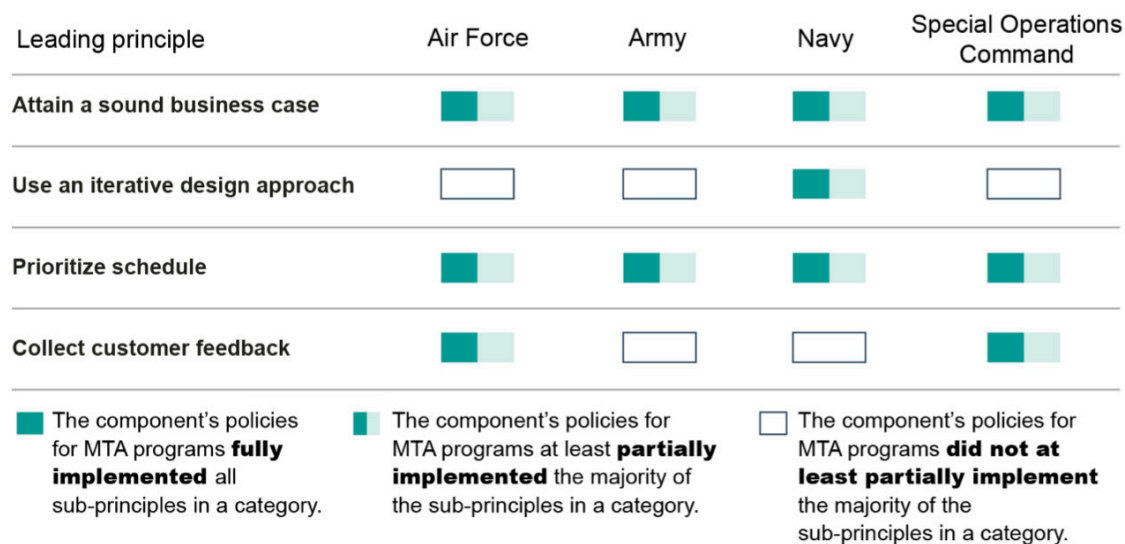 Leading principle Air Force Army Navy Special Operations
Command
Attain a sound business case
Use an iterative design approach
Prioritize schedule
Collect customer feedback
The component's policies
for MTA programs fully
implemented all
sub-principles in a category.
The component's policies for
MTA programs at least partially
implemented the majority of
the sub-principles in a category.
The component's policies for
MTA programs did not at
least partially implement
the majority of the
sub-principles in a category.